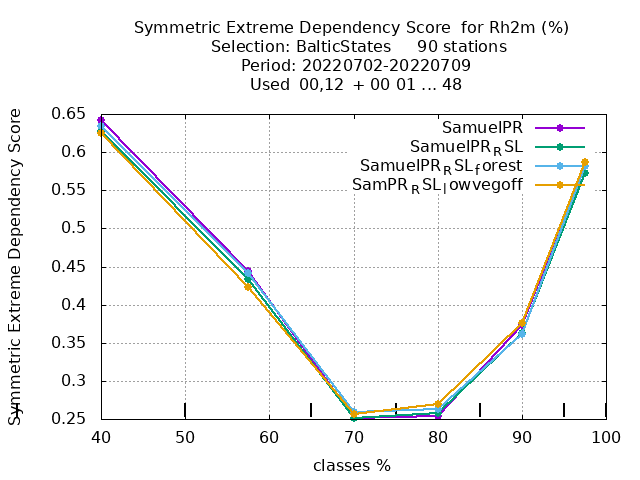 Symmetric Extreme Dependency Score  for Rh2m (%)
Selection: BalticStates     90 stations
Period: 20220702-20220709
Used  00,12  + 00 01 ... 48
Symmetric Extreme Dependency Score
0.65
0.6
0.55
0.5
0.45
0.4
0.35
0.3
0.25
SamuelPR
SamuelPR_RSL
SamuelPR_RSL_forest
SamPR_RSL_lowvegoff
40
50
60
70
80
90
100
y
classes %